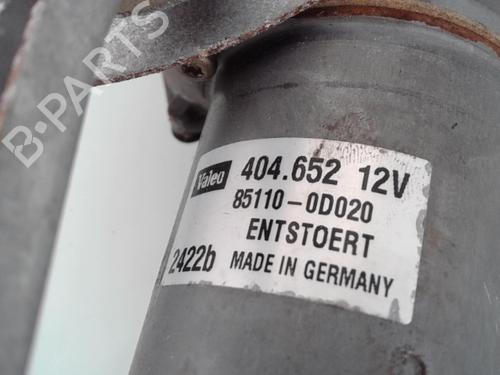 B-PARTS
Valeo 404.652 12V
85110-0D020
ENTSTOERT
2422b MADE IN GERMANY